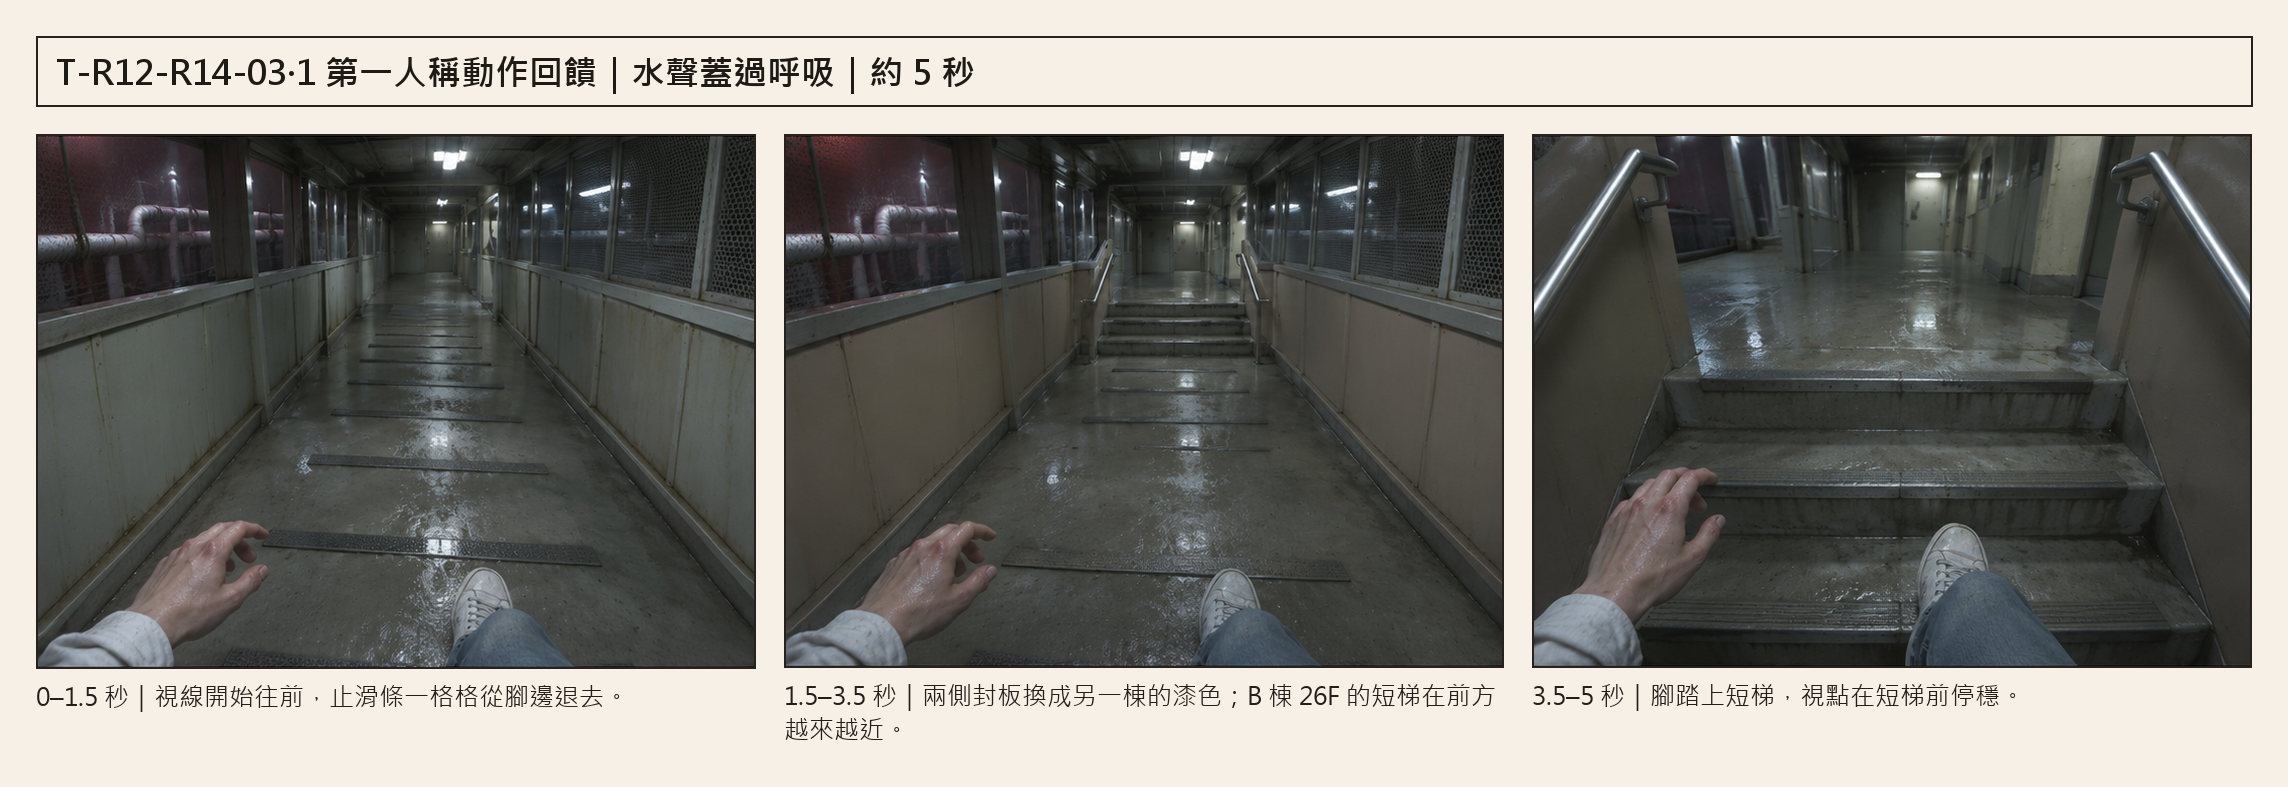 T-R12-R14-03·1 第一人稱動作回饋｜水聲蓋過呼吸｜約 5 秒
0–1.5 秒｜視線開始往前，止滑條一格格從腳邊退去。
1.5–3.5 秒｜兩側封板換成另一棟的漆色；B 棟 26F 的短梯在前方
越來越近。
3.5–5 秒｜腳踏上短梯，視點在短梯前停穩。